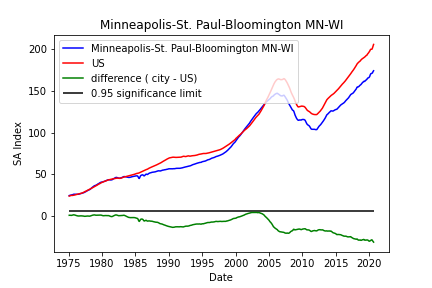 Minneapolis-St. Paul-Bloomington MN-WI
Minneapolis-St. Paul-Bloomington MN-WI
US
difference ( city - US)
0.95 significance limit
SA Index
200
150
100
50
0
1975 1980 1985 1990 1995 2000 2005 2010 2015 2020
Date